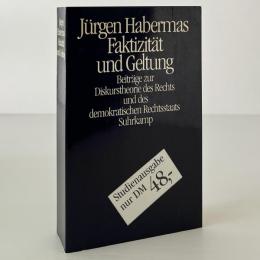 Jürgen Habermas
Faktizität
und Geltung
Beiträge zur
Diskurstheorie des Rechts
und des
demokratischen Rechtsstaats
Suhrkamp
Studienausgabe
nur DM 48,-